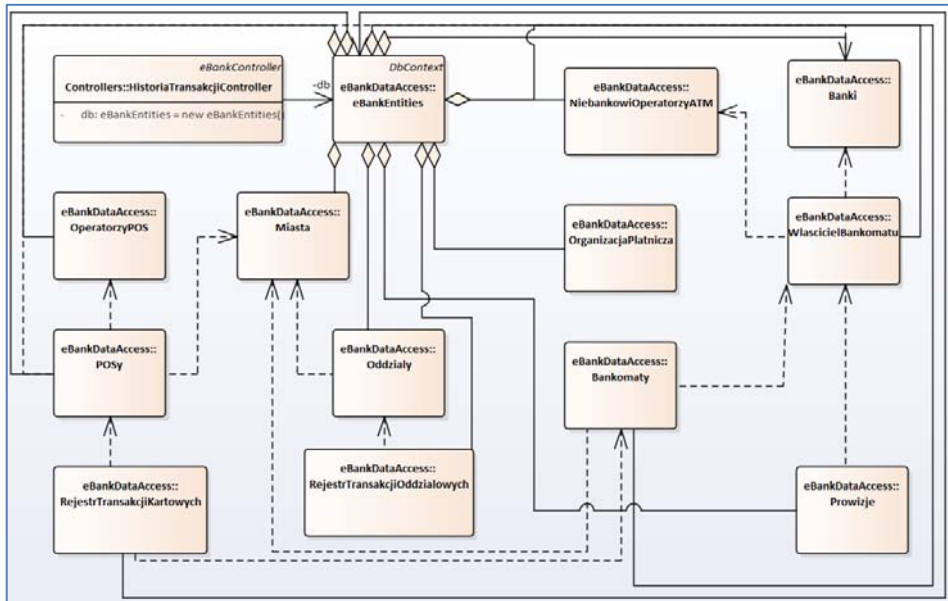 eBankController
Controllers::HistoriaTransakcjiController
- db: eBankEntities = new eBankEntities()
-db
DbContext
eBankDataAccess::
eBankEntities
eBankDataAccess::
NiebankowiOperatorzyATM
eBankDataAccess::
Banki
eBankDataAccess::
OperatorzyPOS
eBankDataAccess::
Miasta
eBankDataAccess::
OrganizacjaPlatnicza
eBankDataAccess::
WlascicielBankomatu
eBankDataAccess::
POSy
eBankDataAccess::
Oddzialy
eBankDataAccess::
Bankomaty
eBankDataAccess::
RejestrTransakcjiKartowych
eBankDataAccess::
RejestrTransakcjiOddzialowych
eBankDataAccess::
Prowizje